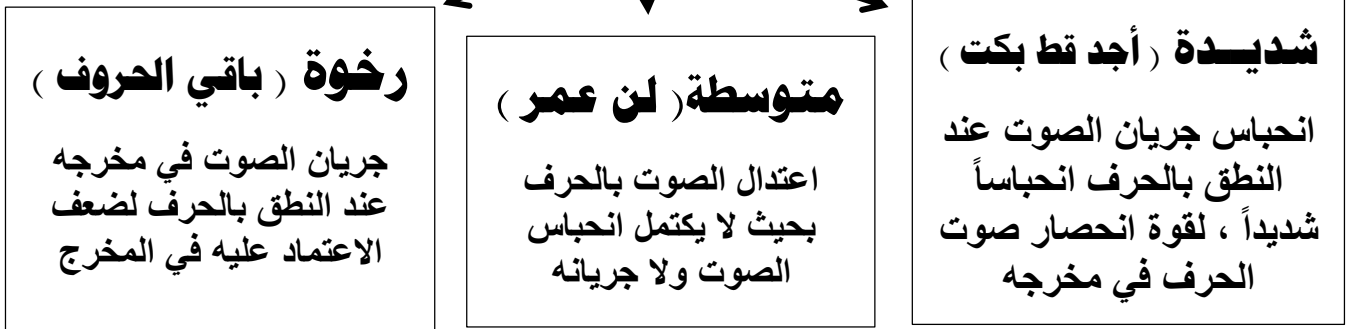 شديـــدة ( أجد قط بكت )
انحباس جريان الصوت عند
النطق بالحرف انحباساً
شديداً ، لقوة انحصار صوت
الحرف في مخرجه
متوسطة( لن عمر )
اعتدال الصوت بالحرف
بحيث لا يكتمل انحباس
الصوت ولا جريانه
رخوة ( باقي الحروف )
جريان الصوت في مخرجه
عند النطق بالحرف لضعف
الاعتماد عليه في المخرج